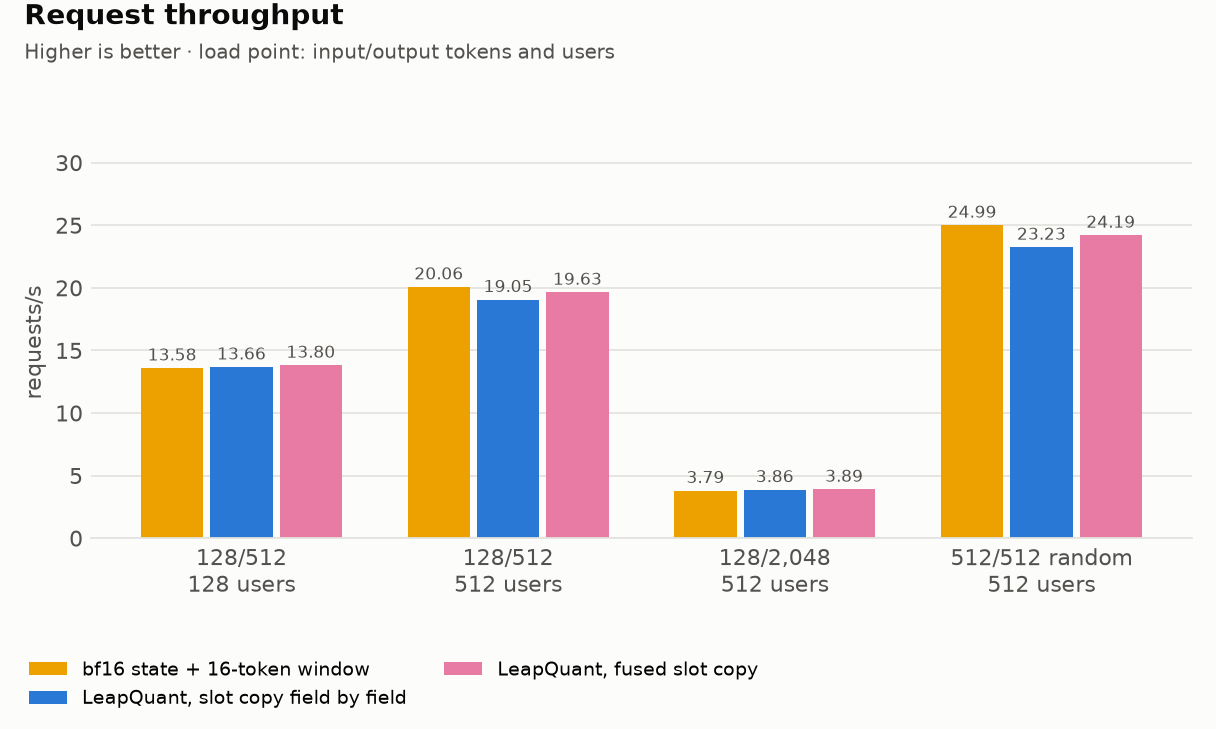 Request throughput
Higher is better · load point: input/output tokens and users
requests/s
30
25
20
15
10
5
0
13.58 13.66 13.80
20.06 19.05 19.63
3.79 3.86 3.89
24.99 23.23 24.19
128/512
128 users
128/512
512 users
128/2,048
512 users
512/512 random
512 users
bf16 state + 16-token window
LeapQuant, slot copy field by field
LeapQuant, fused slot copy